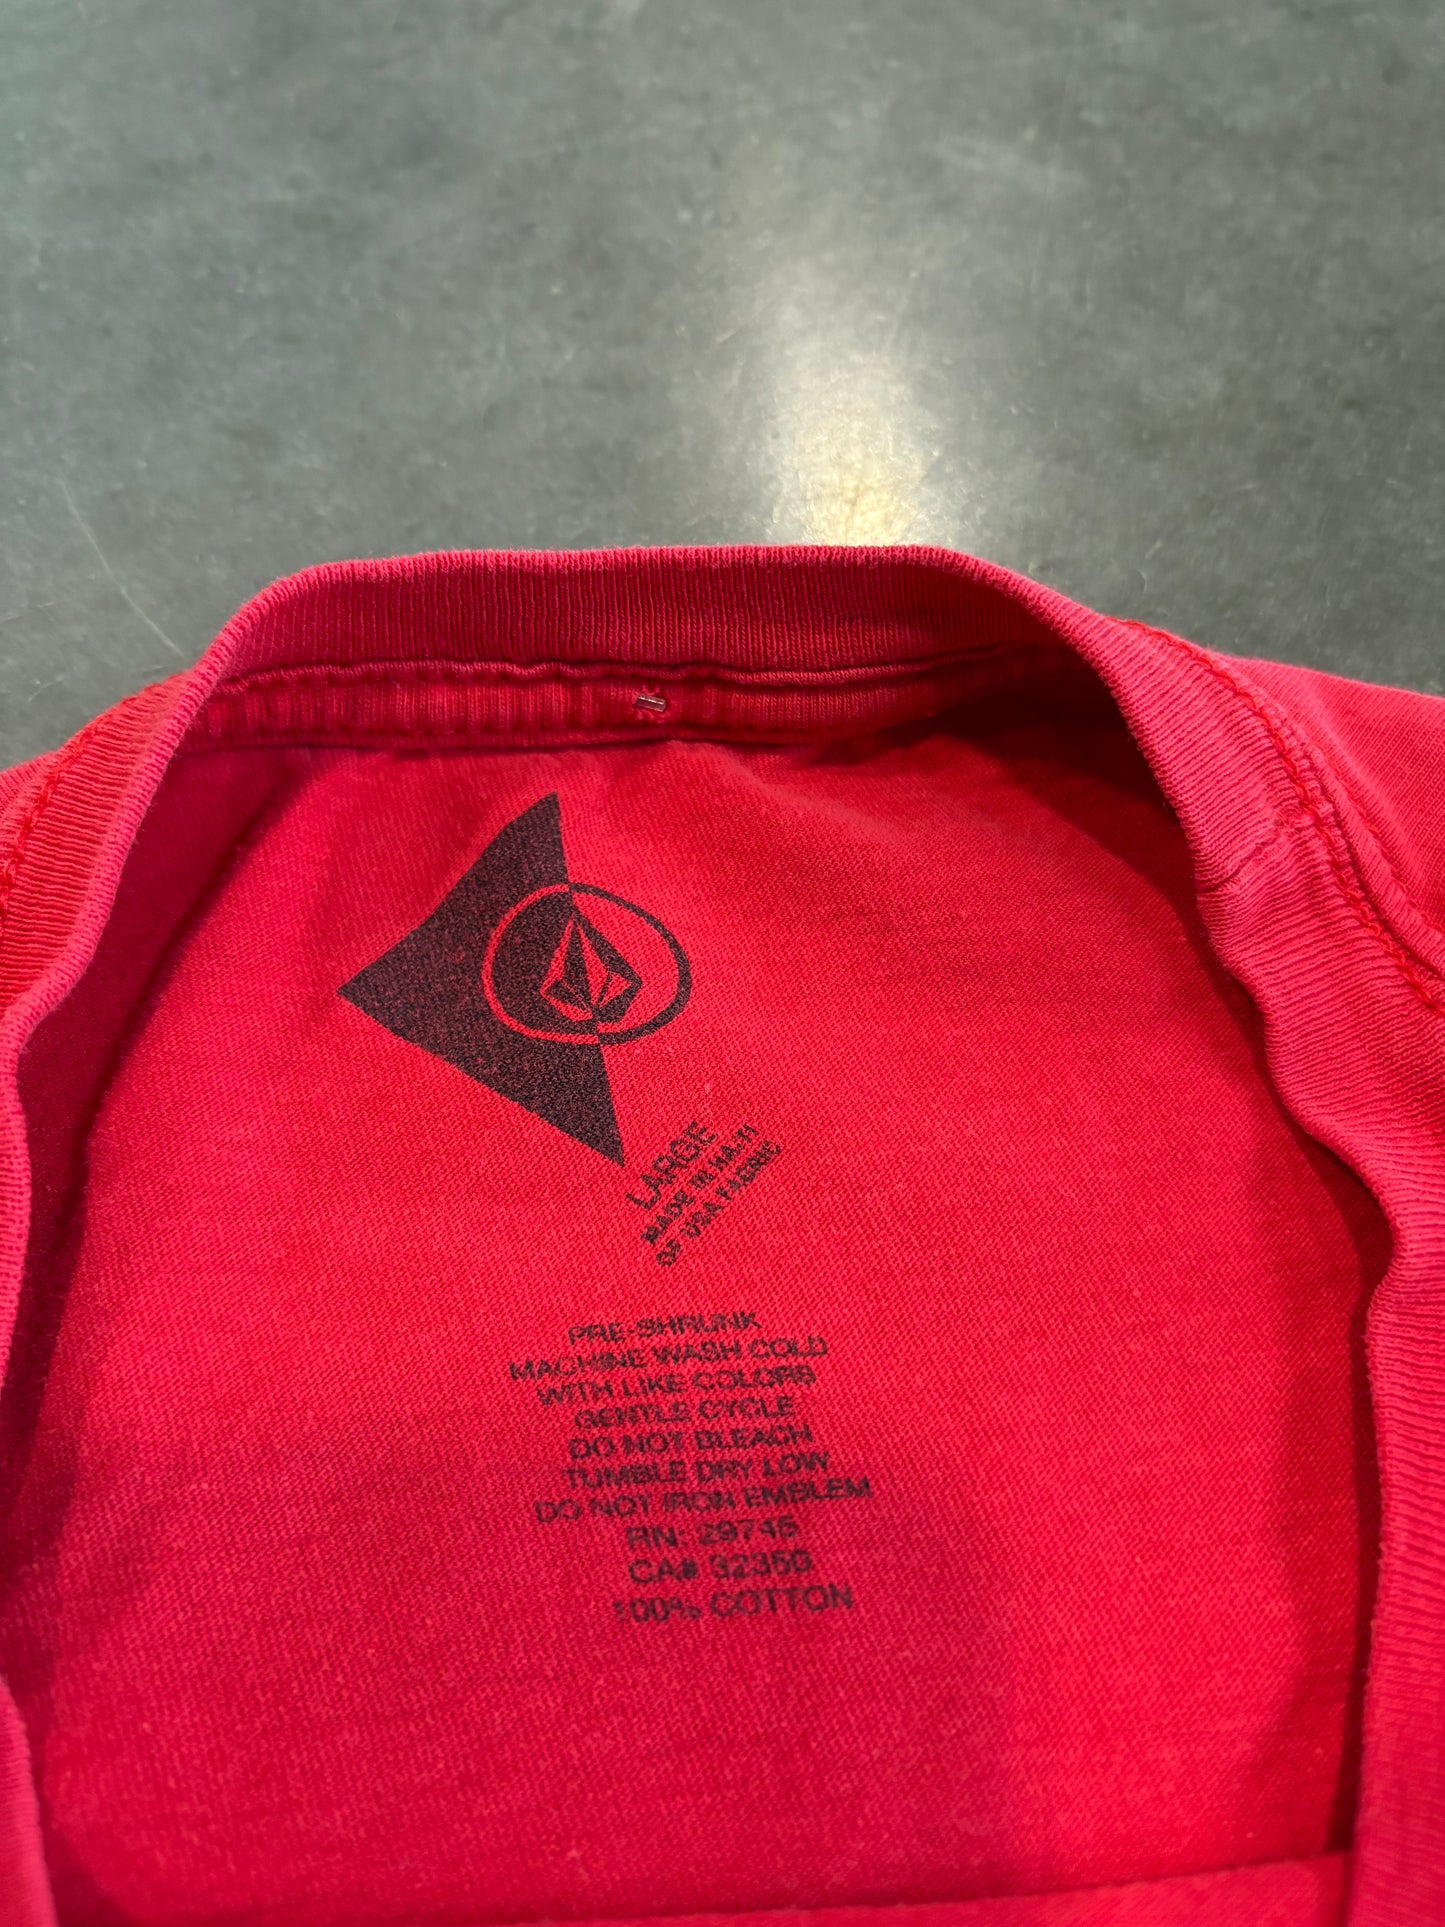 LARGE
MADE IN HAITI
OF USA FABRIC
PRE-SHRUNK
MACHINE WASH COLD
WITH LIKE COLORS
GENTLE CYCLE
DO NOT BLEACH
TUMBLE DRY LOW
DO NOT IRON EMBLEM
RN: 29746
CA# 32350
100% COTTON